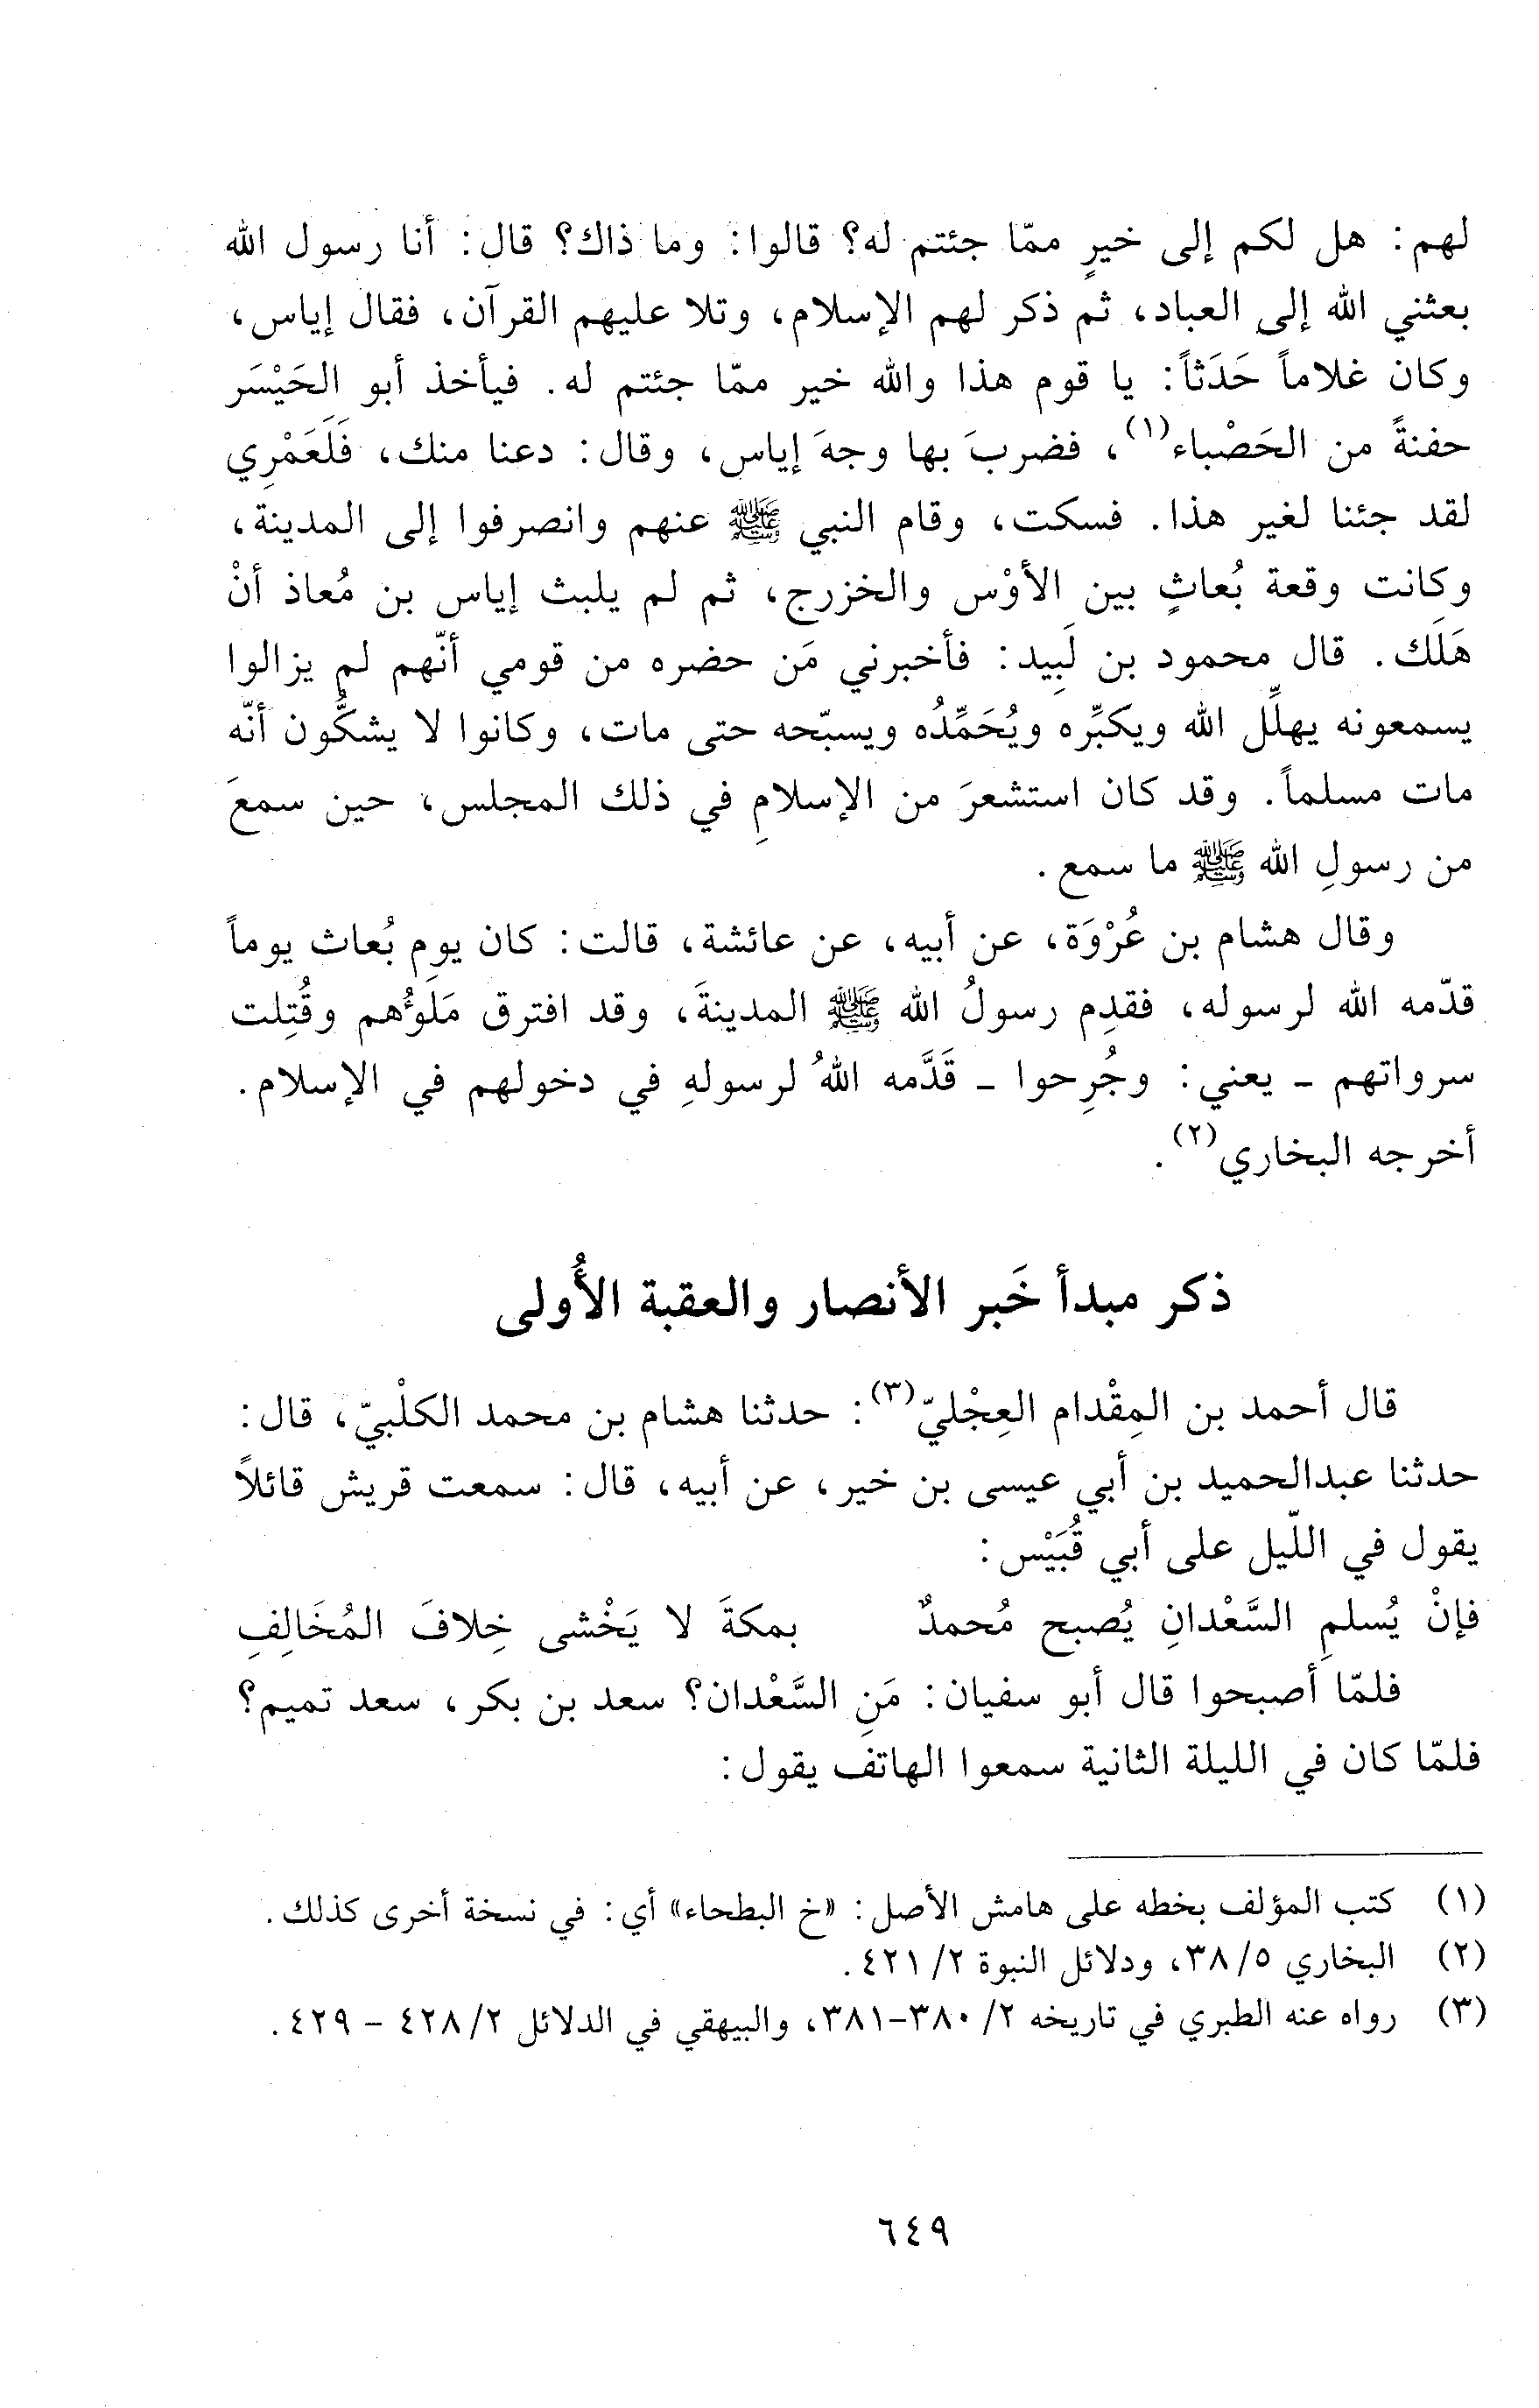 لهم: هل لكم إلى خيرٍ ممّا جئتم له؟ قالوا: وما ذاك؟ قال: أنا رسول الله
بعثني الله إلى العباد، ثم ذكر لهم الإسلام، وتلا عليهم القرآن، فقال إياس،
وكان غلاماً حَدَثاً: يا قوم هذا والله خير ممّا جئتم له. فيأخذ أبو الحَيْسَر
حفنةً من الحَصْباء(١)، فضربَ بها وجهَ إياس، وقال: دعنا منك، فَلَعَمْرِي
لقد جئنا لغير هذا. فسكت، وقام النبي ﷺ عنهم وانصرفوا إلى المدينة،
وكانت وقعة بُعاثٍ بين الأوْس والخزرج، ثم لم يلبث إياس بن مُعاذ أنْ
هَلَك. قال محمود بن لَبِيد: فأخبرني مَن حضره من قومي أنّهم لم يزالوا
يسمعونه يهلِّل الله ويكبِّره ويُحَمِّدُه ويسبّحه حتى مات، وكانوا لا يشكُّون أنّه
مات مسلماً. وقد كان استشعرَ من الإسلامِ في ذلك المجلس، حين سمعَ
من رسولِ الله ﷺ ما سمع.
وقال هشام بن عُرْوَة، عن أبيه، عن عائشة، قالت: كان يوم بُعاث يوماً
قدّمه الله لرسوله، فقدِم رسولُ الله ﷺ المدينةَ، وقد افترق مَلَؤُهم وقُتِلت
سرواتهم - يعني: وجُرِحوا - قَدَّمه اللهُ لرسولهِ في دخولهم في الإسلام.
أخرجه البخاري(٢).
ذكر مبدأ خَبر الأنصار والعقبة الأُولى
قال أحمد بن المِقْدام العِجْليّ(٣): حدثنا هشام بن محمد الكلْبيّ، قال:
حدثنا عبدالحميد بن أبي عيسى بن خير، عن أبيه، قال: سمعت قريش قائلاً
يقول في اللّيل على أبي قُبَيْس:
فإنْ يُسلمِ السَّعْدانِ يُصبح مُحمدٌ بمكةَ لا يَخْشى خِلافَ المُخَالِفِ
فلمّا أصبحوا قال أبو سفيان: مَنِ السَّعْدان؟ سعد بن بكر، سعد تميم؟
فلمّا كان في الليلة الثانية سمعوا الهاتف يقول:
(١) كتب المؤلف بخطه على هامش الأصل: «خ البطحاء» أي: في نسخة أخرى كذلك.
(٢) البخاري ٥/ ٣٨، ودلائل النبوة ٢/ ٤٢١.
(٣) رواه عنه الطبري في تاريخه ٢/ ٣٨٠-٣٨١، والبيهقي في الدلائل ٢/ ٤٢٨ - ٤٢٩.
٦٤٩